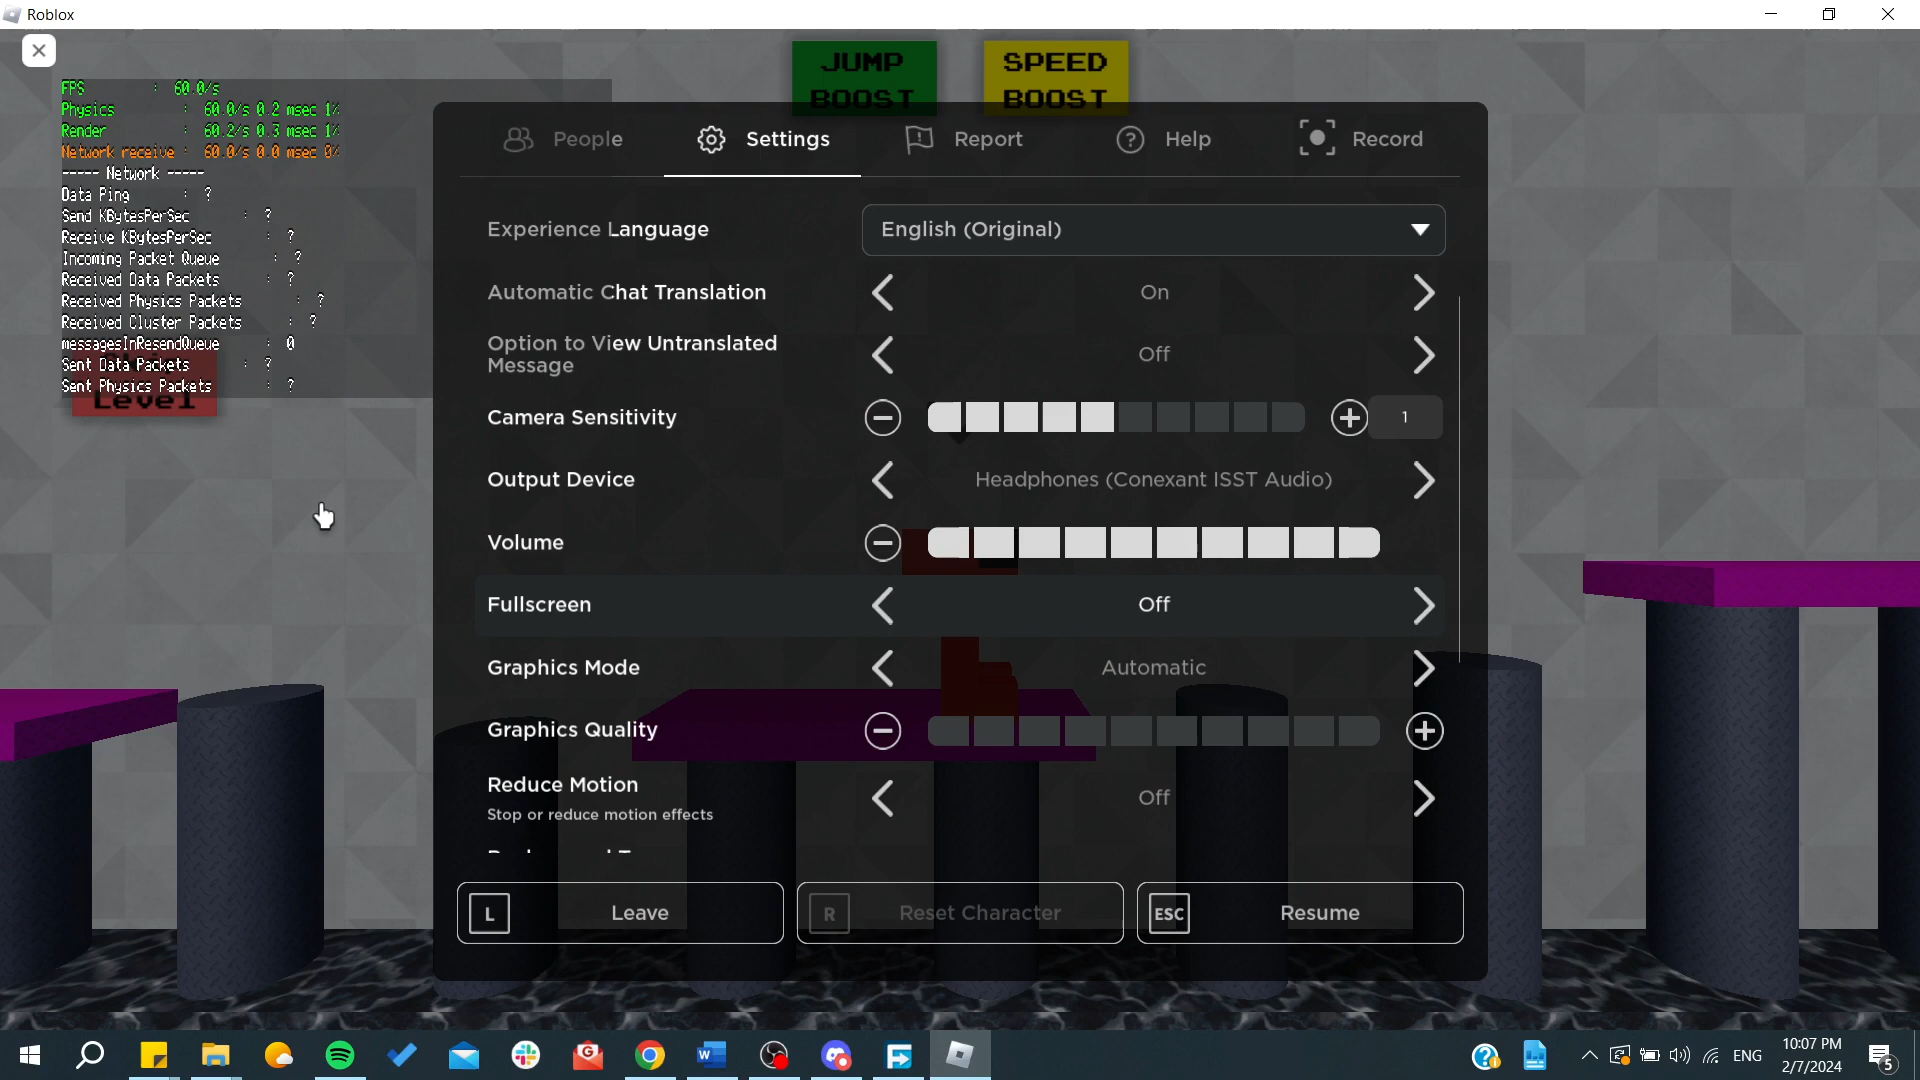 Roblox
JUMP BOOST
SPEED BOOST
FPS : 60.0/s
Physics : 60.0/s 0.2 msec 1%
Render : 60.2/s 0.3 msec 1%
Network receive : 60.0/s 0.0 msec 0%
----- Network -----
Data Ping : ?
Send KBytesPerSec : ?
Receive KBytesPerSec : ?
Incoming Packet Queue : ?
Received Data Packets : ?
Received Physics Packets : ?
Received Cluster Packets : ?
messagesInResendQueue : 0
Sent Data Packets : ?
Sent Physics Packets : ?
Level
People
Settings
Report
Help
Record
Experience Language
English (Original)
Automatic Chat Translation
On
Option to View Untranslated
Message
Off
Camera Sensitivity
1
Output Device
Headphones (Conexant ISST Audio)
Volume
Fullscreen
Off
Graphics Mode
Automatic
Graphics Quality
Reduce Motion
Stop or reduce motion effects
Off
L Leave
R Reset Character
ESC Resume
ENG
10:07 PM
2/7/2024
5